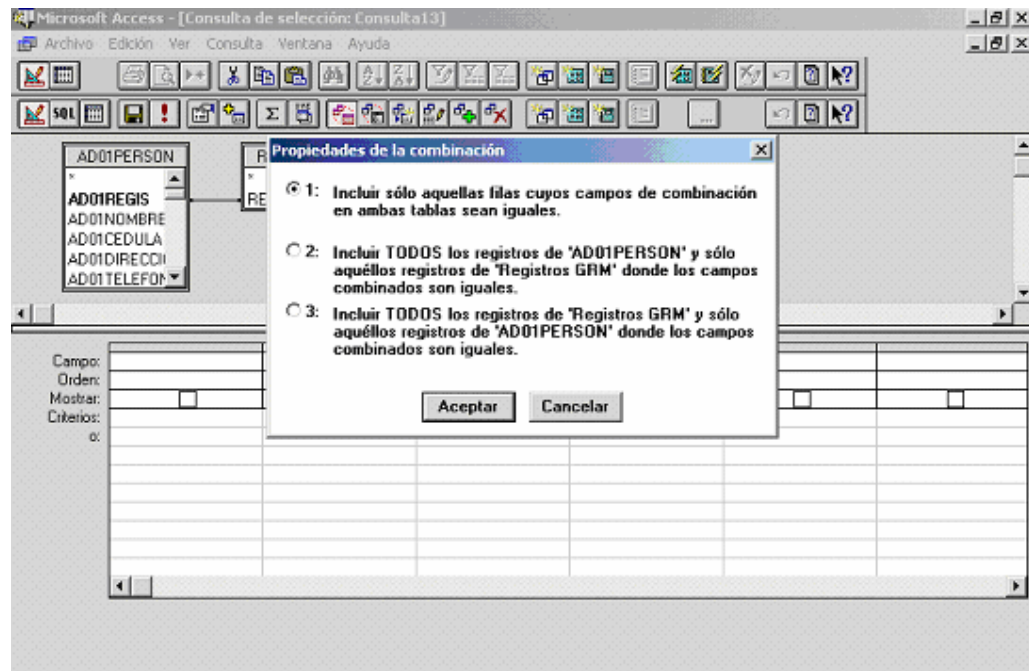 Microsoft Access - [Consulta de selección: Consulta13]
Archivo Edición Ver Consulta Ventana Ayuda
SQL
AD01PERSON
*
AD01REGIS
AD01NOMBRE
AD01CEDULA
AD01DIRECCI
AD01TELEFON
R
*
RE
Propiedades de la combinación
1: Incluir sólo aquellas filas cuyos campos de combinación
en ambas tablas sean iguales.
2: Incluir TODOS los registros de 'AD01PERSON' y sólo
aquéllos registros de 'Registros GRM' donde los campos
combinados son iguales.
3: Incluir TODOS los registros de 'Registros GRM' y sólo
aquéllos registros de 'AD01PERSON' donde los campos
combinados son iguales.
Aceptar Cancelar
Campo:
Orden:
Mostrar:
Criterios:
o: